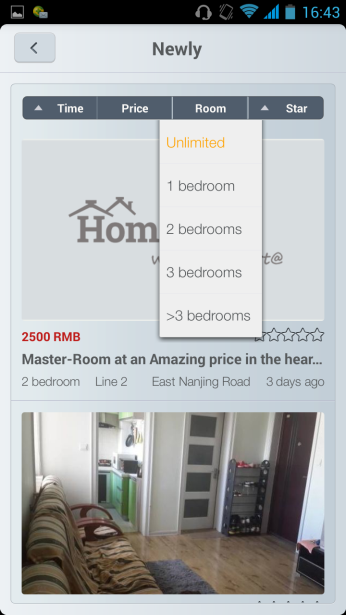 16:43
Newly
Time Price Room Star
Unlimited
1 bedroom
2 bedrooms
3 bedrooms
>3 bedrooms
Hom
2500 RMB
Master-Room at an Amazing price in the hear...
2 bedroom Line 2 East Nanjing Road 3 days ago